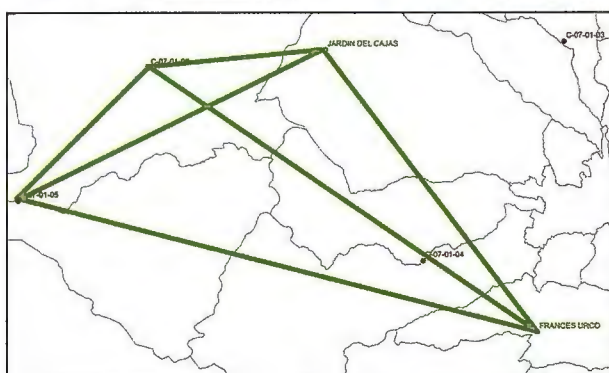 C-07-01-03
JARDIN DEL CAJAS
C-07-01-04
FRANCES URCO